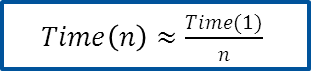 Time(n) ≈ Time(1) / n